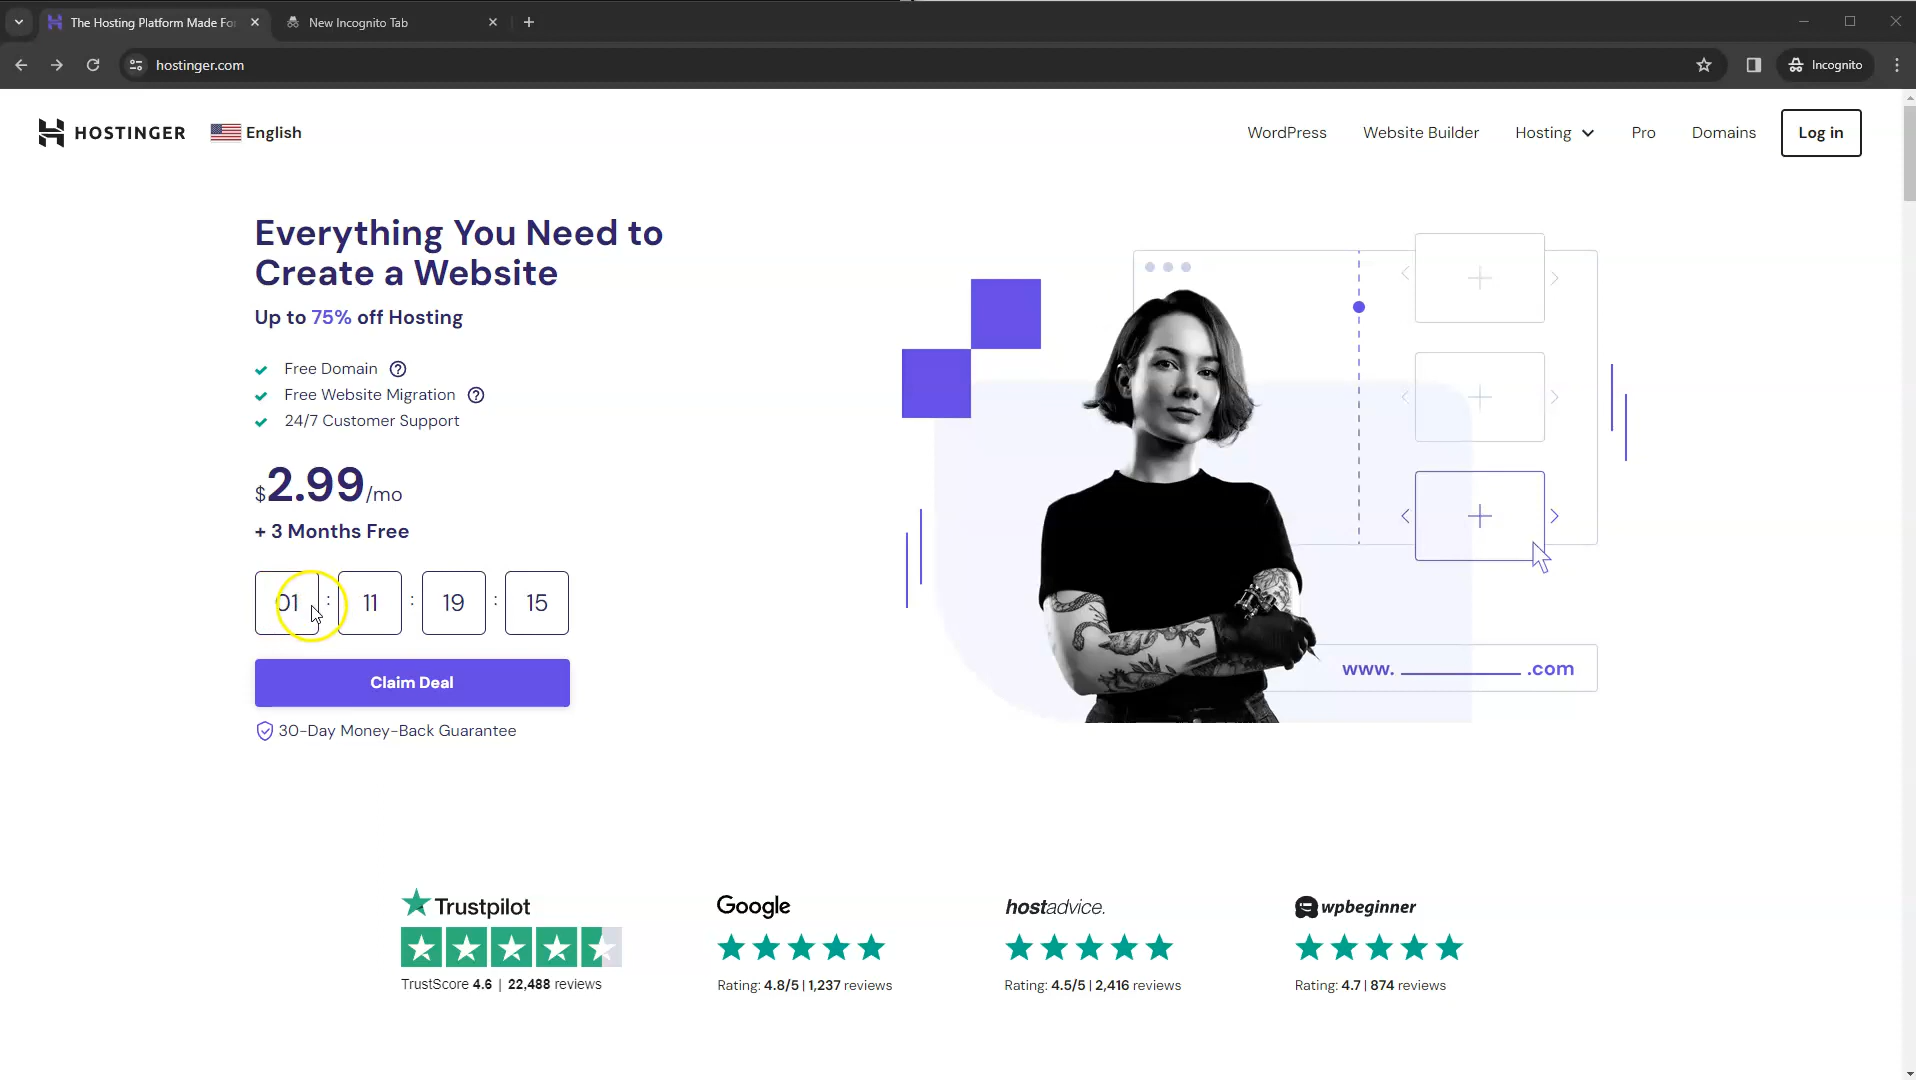 The Hosting Platform Made Fo
New Incognito Tab
hostinger.com
Incognito
HOSTINGER
English
WordPress
Website Builder
Hosting
Pro
Domains
Log in
Everything You Need to
Create a Website
Up to 75% off Hosting
Free Domain
Free Website Migration
24/7 Customer Support
$2.99/mo
+ 3 Months Free
01 : 11 : 19 : 15
Claim Deal
30-Day Money-Back Guarantee
www. ________ .com
Trustpilot
TrustScore 4.6 | 22,488 reviews
Google
Rating: 4.8/5 | 1,237 reviews
hostadvice.
Rating: 4.5/5 | 2,416 reviews
wpbeginner
Rating: 4.7 | 874 reviews